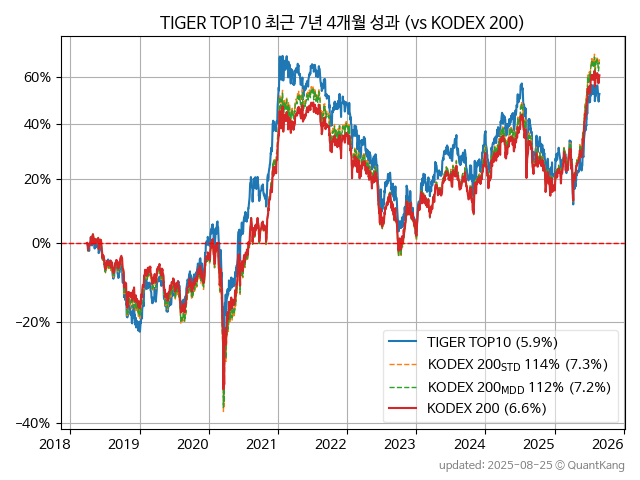 TIGER TOP10 최근 7년 4개월 성과 (vs KODEX 200)
60%
40%
20%
0%
−20%
−40%
TIGER TOP10 (5.9%)
KODEX 200STD 114% (7.3%)
KODEX 200MDD 112% (7.2%)
KODEX 200 (6.6%)
2018 2019 2020 2021 2022 2023 2024 2025 2026
updated: 2025-08-25 © QuantKang